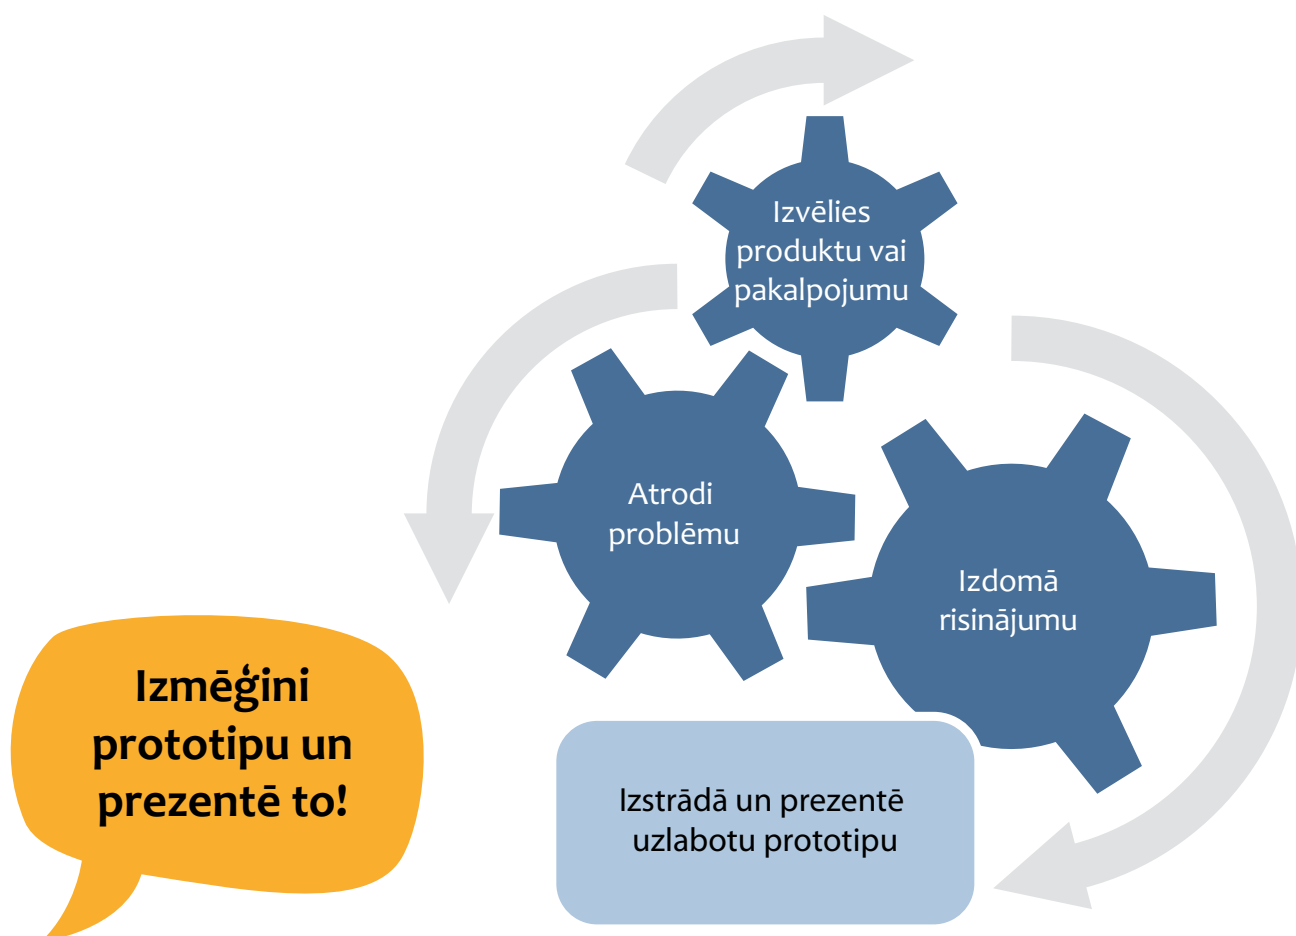 Izvēlies
produktu vai
pakalpojumu
Atrodi
problēmu
Izdomā
risinājumu
Izmēģini
prototipu un
prezentē to!
Izstrādā un prezentē
uzlabotu prototipu